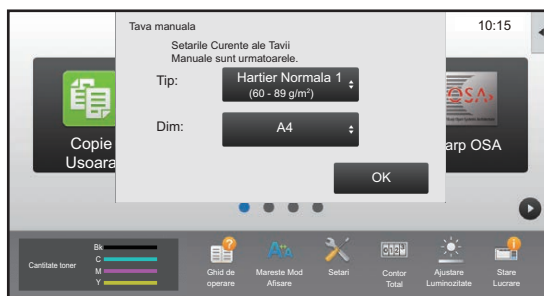 Tava manuala
10:15
Setarile Curente ale Tavii
Manuale sunt urmatoarele.
Tip:
Hartier Normala 1
(60 - 89 g/m²)
Dim:
A4
OK
Copie
Usoara
OSA
arp OSA
Cantitate toner
Bk
C
M
Y
Ghid de
operare
Mareste Mod
Afisare
Setari
Contor
Total
Ajustare
Luminozitate
Stare
Lucrare